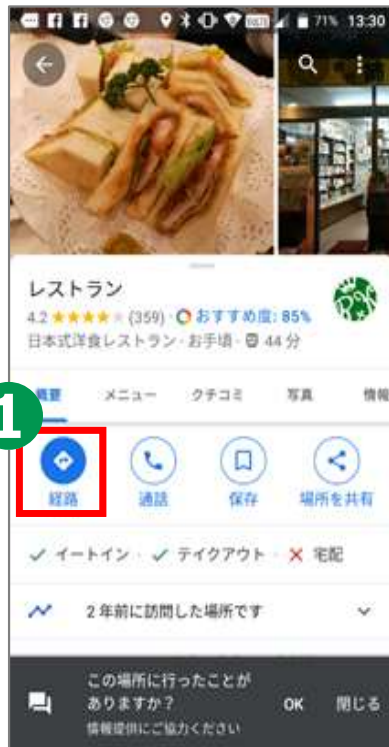 71% 13:30
レストラン
4.2 ★★★★★ (359)・おすすめ度: 85%
日本式洋食レストラン・お手頃・44 分
概要 メニュー クチコミ 写真 情報
1
経路 通話 保存 場所を共有
✓ イートイン・✓ テイクアウト・✕ 宅配
2 年前に訪問した場所です
この場所に行ったことが
ありますか？
OK 閉じる
情報提供にご協力ください